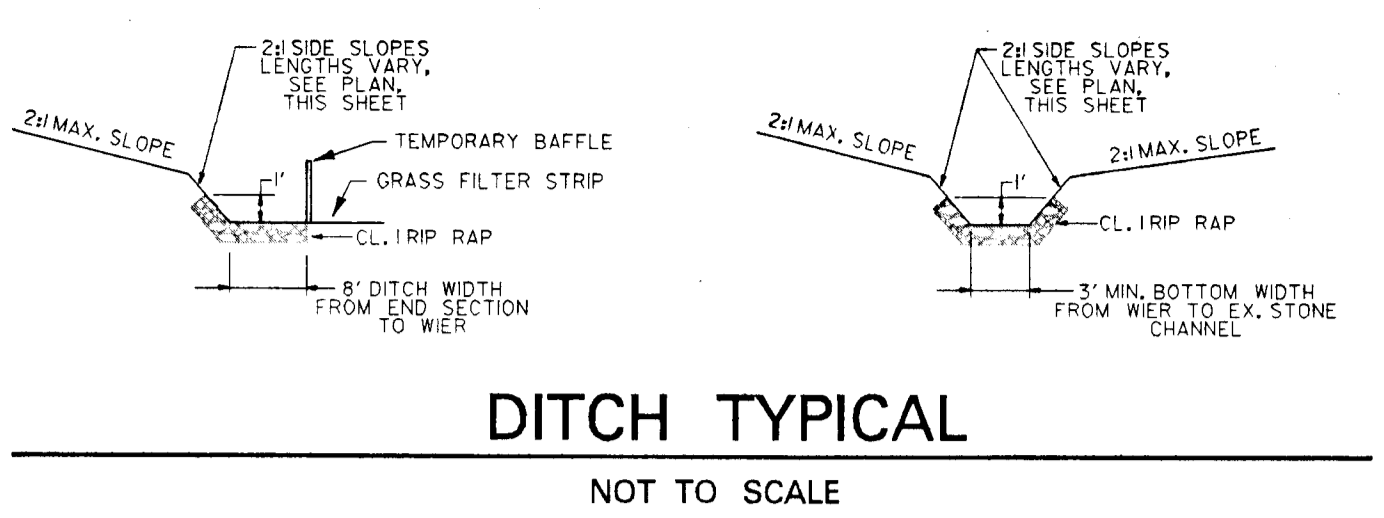 2:1 SIDE SLOPES
LENGTHS VARY,
SEE PLAN,
THIS SHEET
2:1 MAX. SLOPE
TEMPORARY BAFFLE
1'
GRASS FILTER STRIP
CL. I RIP RAP
8' DITCH WIDTH
FROM END SECTION
TO WIER
2:1 SIDE SLOPES
LENGTHS VARY,
SEE PLAN,
THIS SHEET
2:1 MAX. SLOPE
2:1 MAX. SLOPE
1'
CL. I RIP RAP
3' MIN. BOTTOM WIDTH
FROM WIER TO EX. STONE
CHANNEL
DITCH TYPICAL
NOT TO SCALE